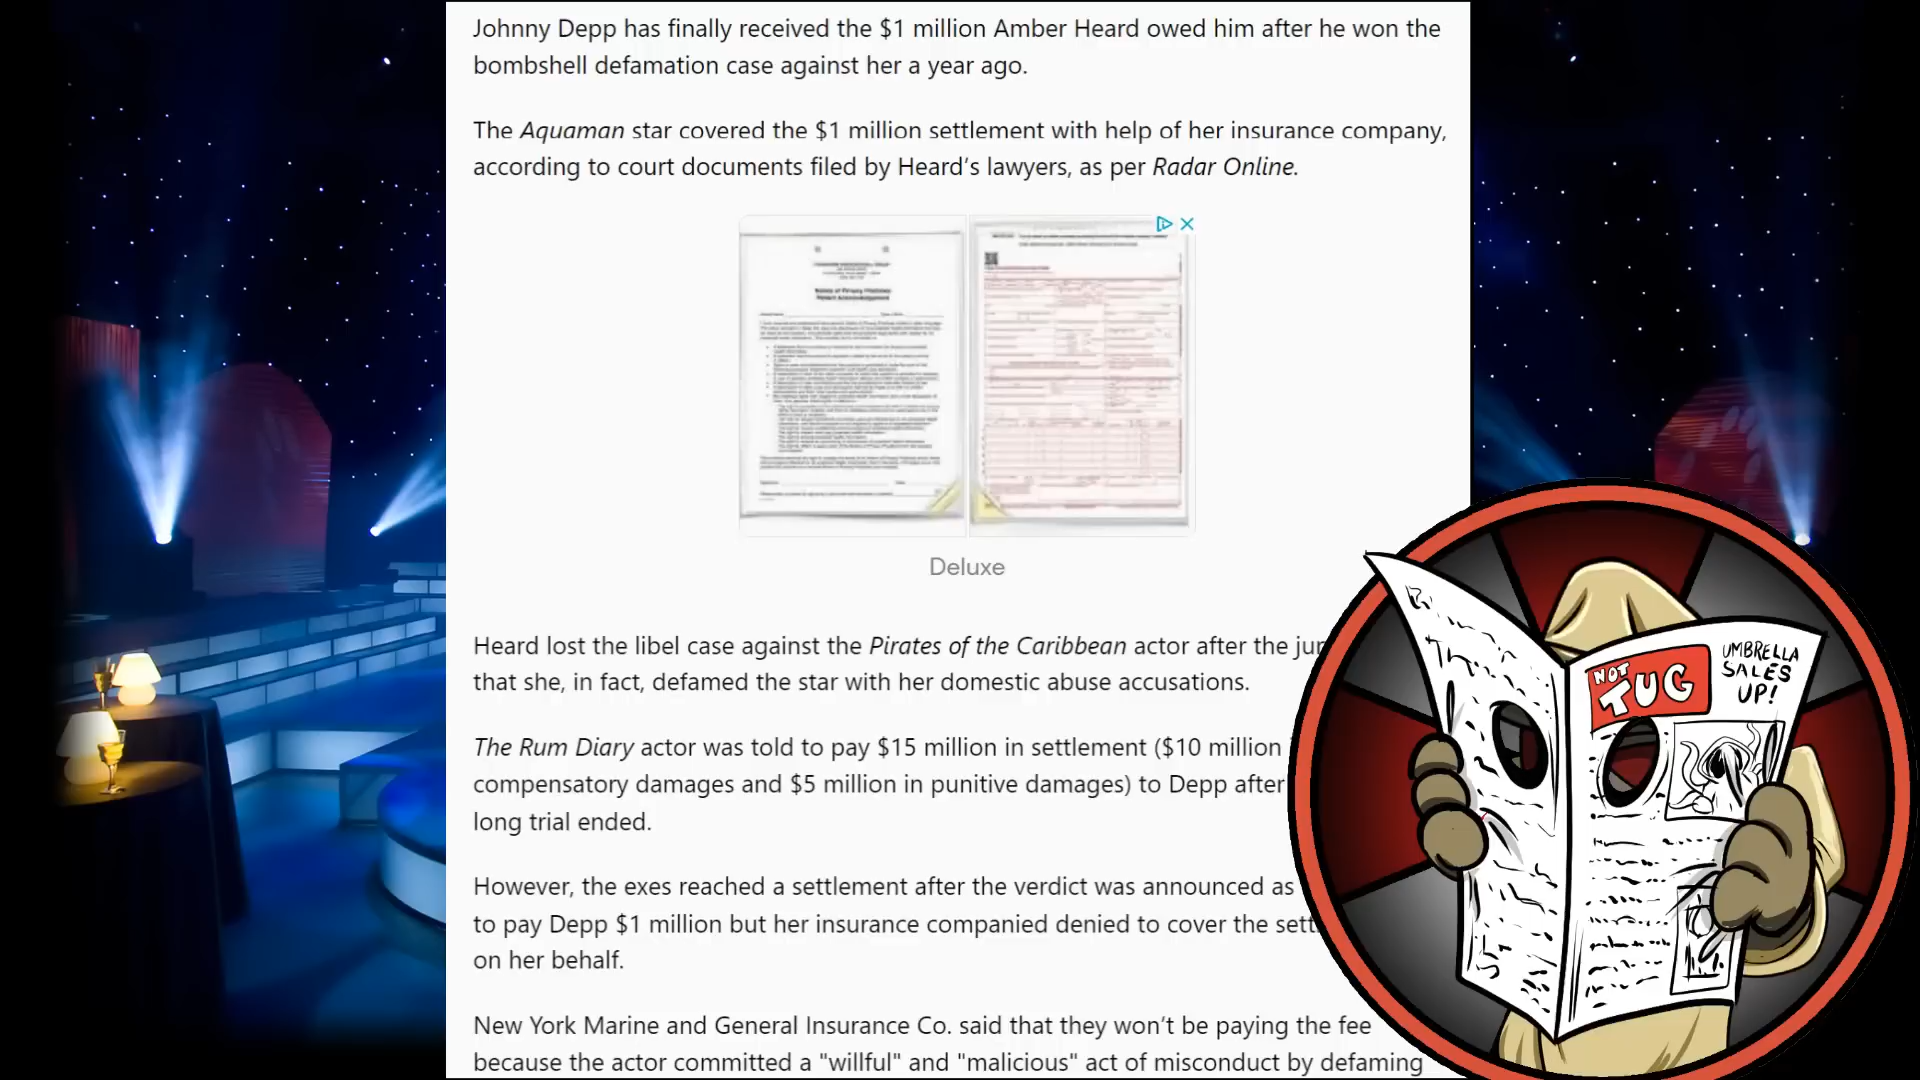 Johnny Depp has finally received the $1 million Amber Heard owed him after he won the
bombshell defamation case against her a year ago.
The Aquaman star covered the $1 million settlement with help of her insurance company,
according to court documents filed by Heard's lawyers, as per Radar Online.
Deluxe
Heard lost the libel case against the Pirates of the Caribbean actor after the
that she, in fact, defamed the star with her domestic abuse accusations.
The Rum Diary actor was told to pay $15 million in settlement ($10 million
compensatory damages and $5 million in punitive damages) to Depp after
long trial ended.
However, the exes reached a settlement after the verdict was announced as
to pay Depp $1 million but her insurance companied denied to cover the
on her behalf.
New York Marine and General Insurance Co. said that they won't be paying the fee
because the actor committed a "willful" and "malicious" act of misconduct by defaming
NOT
TUG
UMBRELLA
SALES
UP!